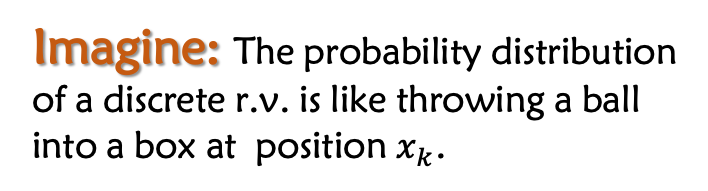 Imagine: The probability distribution
of a discrete r.v. is like throwing a ball
into a box at position xₖ.